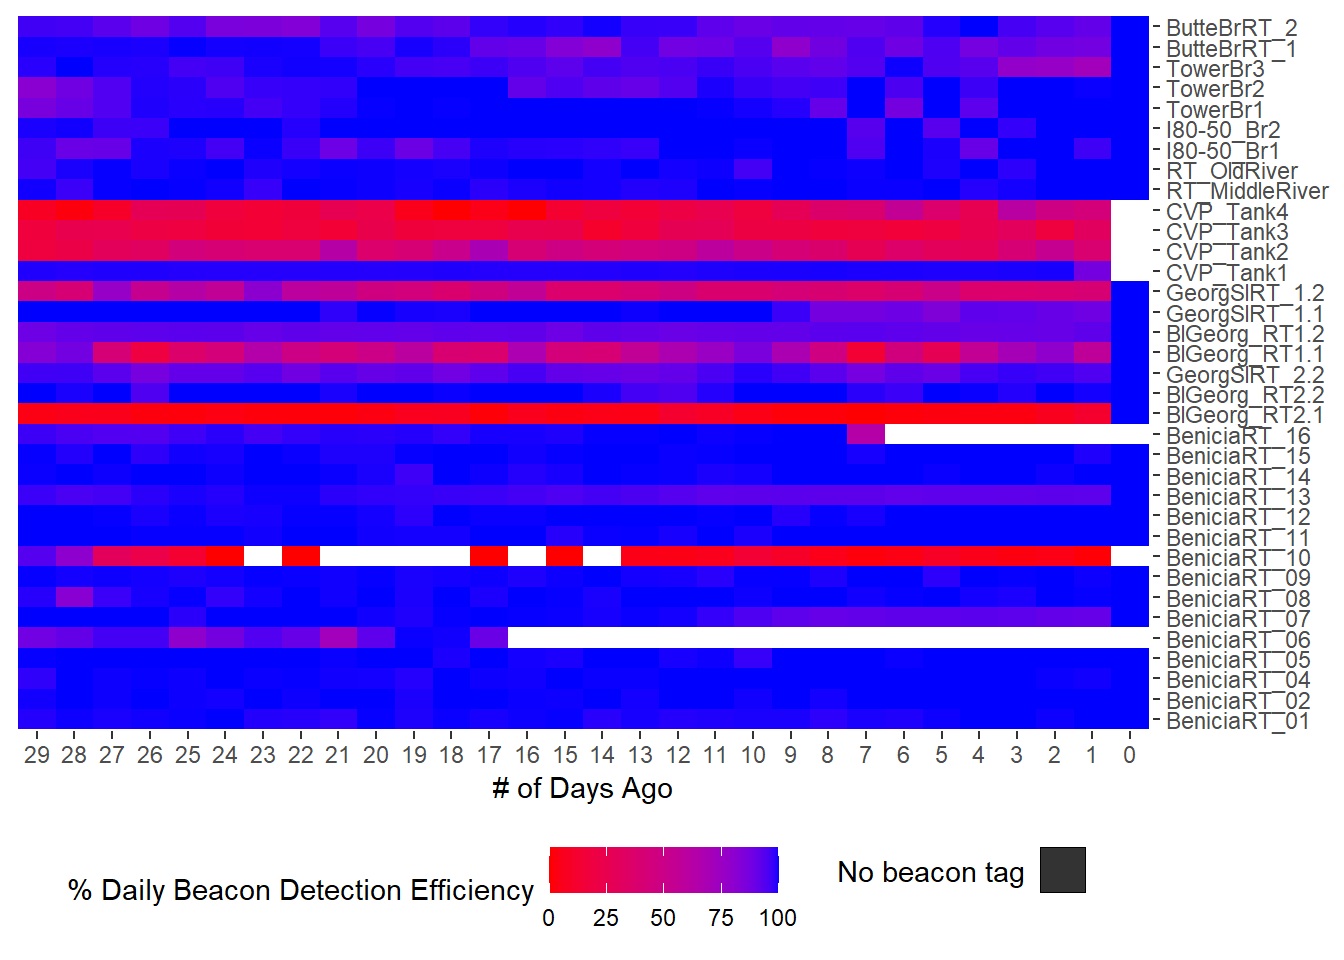 ButteBrRT_2
ButteBrRT_1
TowerBr3
TowerBr2
TowerBr1
I80-50_Br2
I80-50_Br1
RT_OldRiver
RT_MiddleRiver
CVP_Tank4
CVP_Tank3
CVP_Tank2
CVP_Tank1
GeorgSlRT_1.2
GeorgSlRT_1.1
BlGeorg_RT1.2
BlGeorg_RT1.1
GeorgSlRT_2.2
BlGeorg_RT2.2
BlGeorg_RT2.1
BeniciaRT_16
BeniciaRT_15
BeniciaRT_14
BeniciaRT_13
BeniciaRT_12
BeniciaRT_11
BeniciaRT_10
BeniciaRT_09
BeniciaRT_08
BeniciaRT_07
BeniciaRT_06
BeniciaRT_05
BeniciaRT_04
BeniciaRT_02
BeniciaRT_01
29 28 27 26 25 24 23 22 21 20 19 18 17 16 15 14 13 12 11 10 9 8 7 6 5 4 3 2 1 0
# of Days Ago
% Daily Beacon Detection Efficiency
0 25 50 75 100
No beacon tag